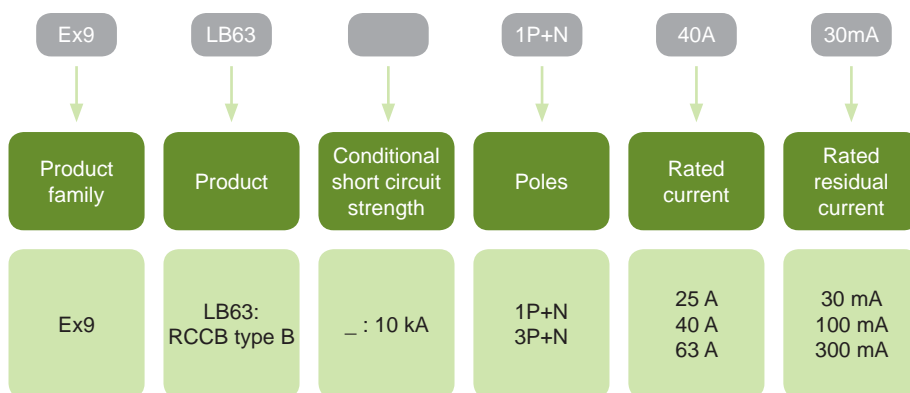 Ex9
LB63
1P+N
40A
30mA
Product
family
Product
Conditional
short circuit
strength
Poles
Rated
current
Rated
residual
current
Ex9
LB63:
RCCB type B
_ : 10 kA
1P+N
3P+N
25 A
40 A
63 A
30 mA
100 mA
300 mA